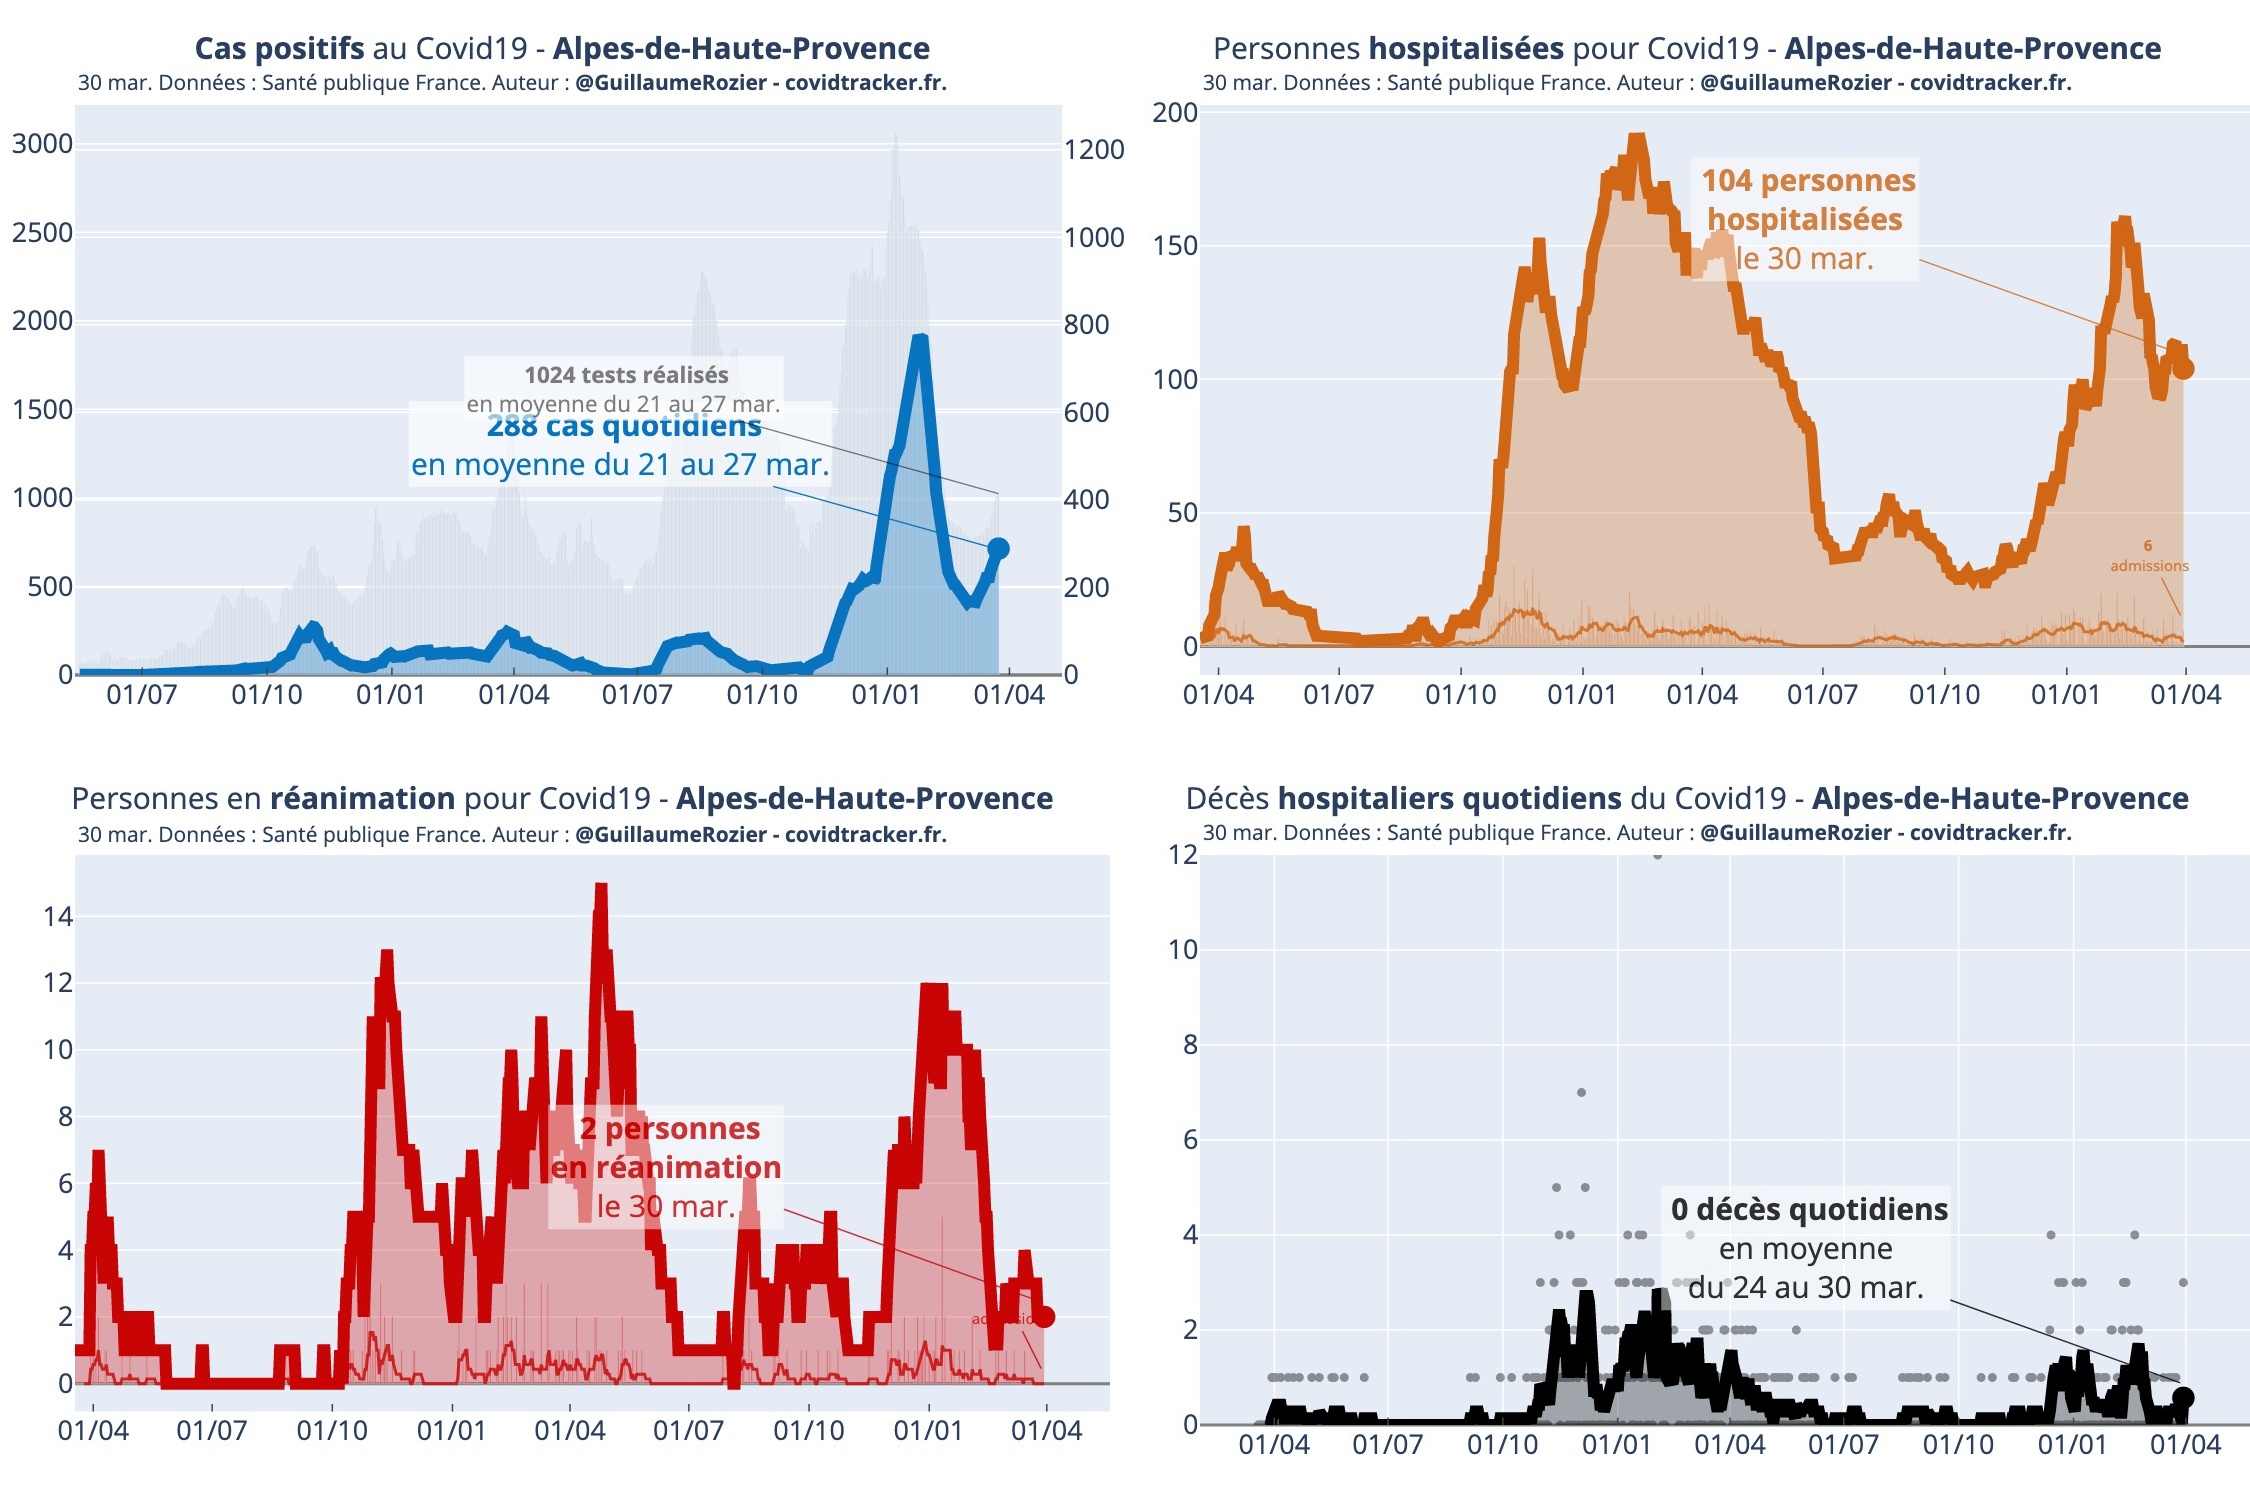 Cas positifs au Covid19 - Alpes-de-Haute-Provence
30 mar. Données : Santé publique France. Auteur : @GuillaumeRozier - covidtracker.fr.
3000
2500
2000
1500
1000
500
0
1200
1000
800
600
400
200
0
1024 tests réalisés
en moyenne du 21 au 27 mar.
288 cas quotidiens
en moyenne du 21 au 27 mar.
01/07 01/10 01/01 01/04 01/07 01/10 01/01 01/04
Personnes hospitalisées pour Covid19 - Alpes-de-Haute-Provence
30 mar. Données : Santé publique France. Auteur : @GuillaumeRozier - covidtracker.fr.
200
150
100
50
0
104 personnes
hospitalisées
le 30 mar.
6
admissions
01/04 01/07 01/10 01/01 01/04 01/07 01/10 01/01 01/04
Personnes en réanimation pour Covid19 - Alpes-de-Haute-Provence
30 mar. Données : Santé publique France. Auteur : @GuillaumeRozier - covidtracker.fr.
14
12
10
8
6
4
2
0
2 personnes
en réanimation
le 30 mar.
01/04 01/07 01/10 01/01 01/04 01/07 01/10 01/01 01/04
Décès hospitaliers quotidiens du Covid19 - Alpes-de-Haute-Provence
30 mar. Données : Santé publique France. Auteur : @GuillaumeRozier - covidtracker.fr.
12
10
8
6
4
2
0
0 décès quotidiens
en moyenne
du 24 au 30 mar.
01/04 01/07 01/10 01/01 01/04 01/07 01/10 01/01 01/04